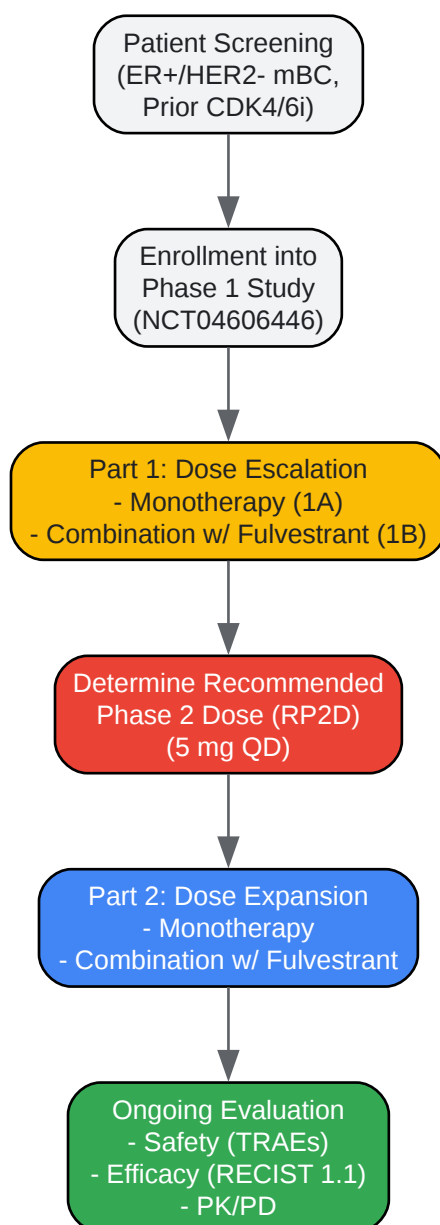 Patient Screening
(ER+/HER2- mBC,
Prior CDK4/6i)
Enrollment into
Phase 1 Study
(NCT04606446)
Part 1: Dose Escalation
- Monotherapy (1A)
- Combination w/ Fulvestrant (1B)
Determine Recommended
Phase 2 Dose (RP2D)
(5 mg QD)
Part 2: Dose Expansion
- Monotherapy
- Combination w/ Fulvestrant
Ongoing Evaluation
- Safety (TRAEs)
- Efficacy (RECIST 1.1)
- PK/PD